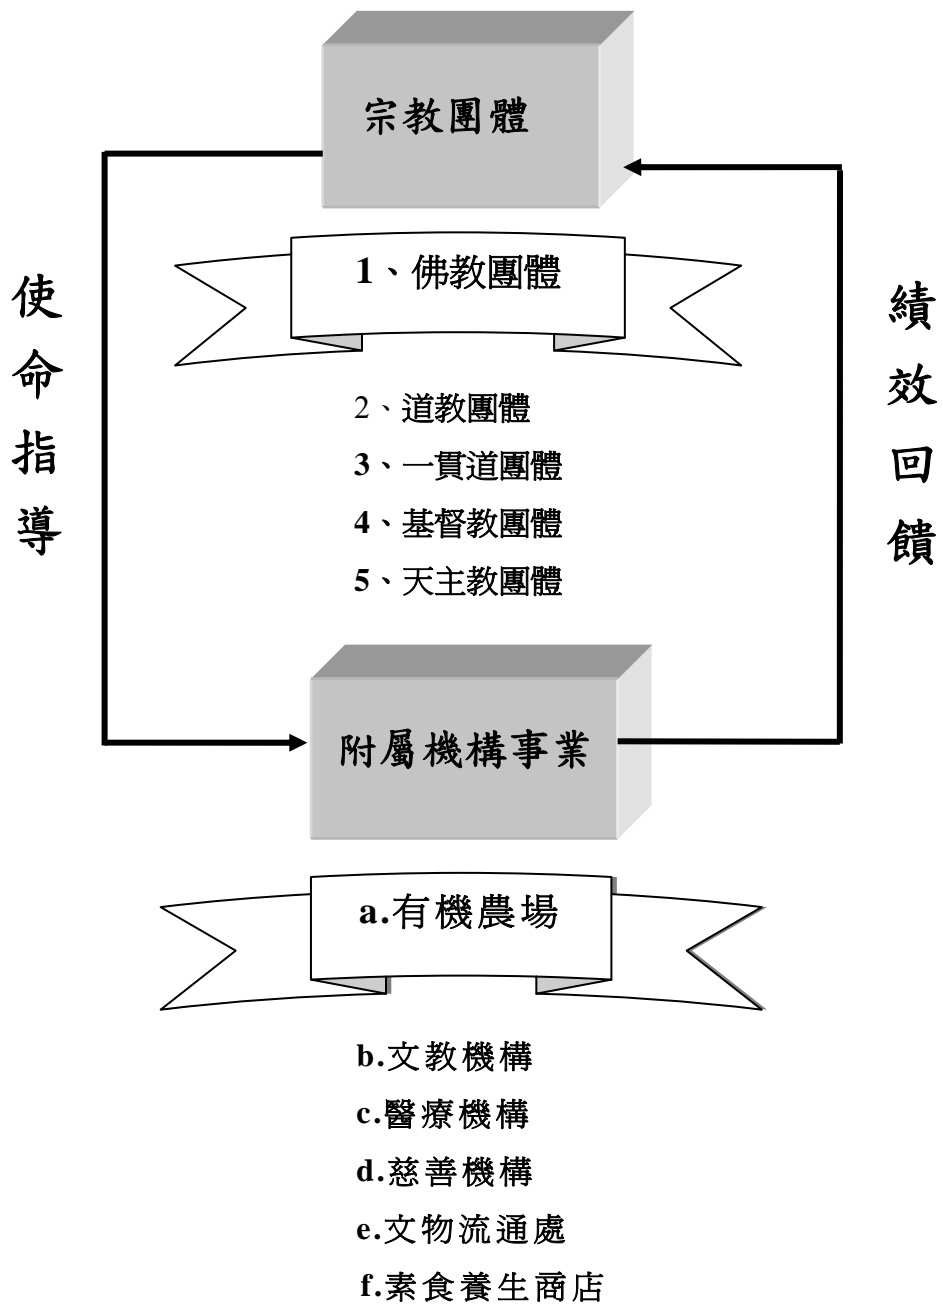 宗教團體
使命指導
績效回饋
1、佛教團體
2、道教團體
3、一貫道團體
4、基督教團體
5、天主教團體
附屬機構事業
a.有機農場
b.文教機構
c.醫療機構
d.慈善機構
e.文物流通處
f.素食養生商店